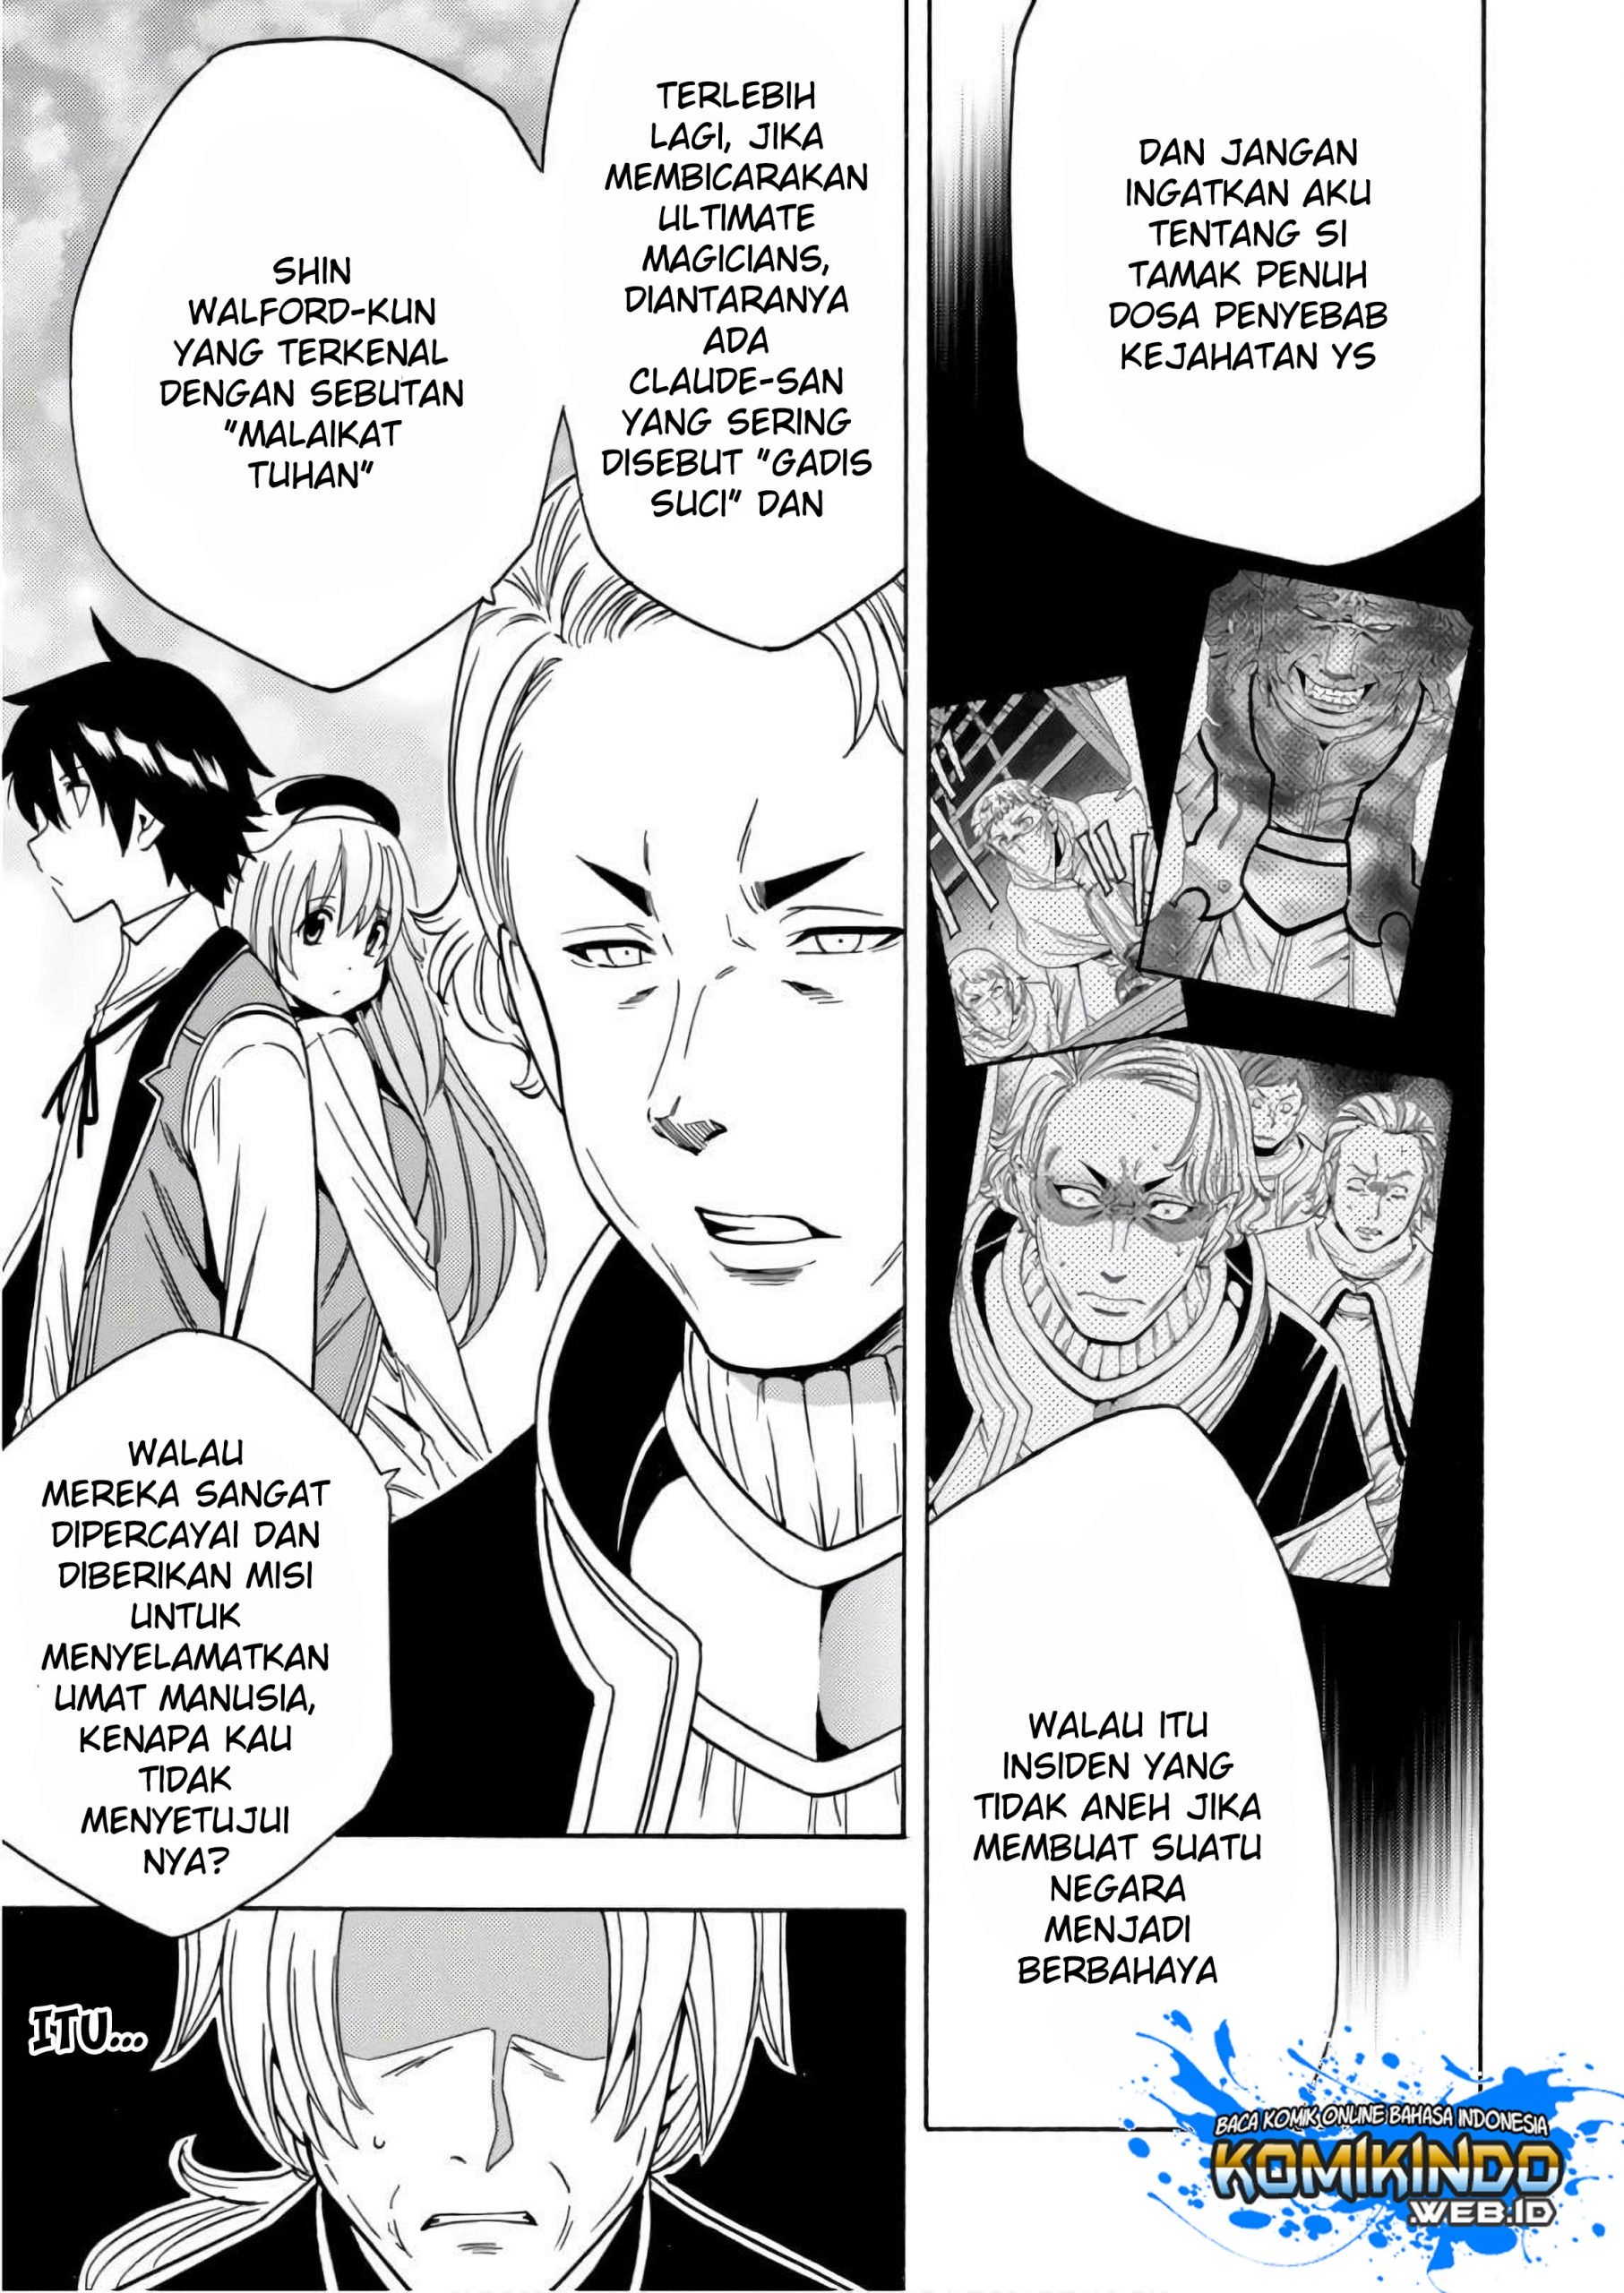 DAN JANGAN
INGATKAN AKU
TENTANG SI
TAMAK PENUH
DOSA PENYEBAB
KEJAHATAN YS
WALAU ITU
INSIDEN YANG
TIDAK ANEH JIKA
MEMBUAT SUATU
NEGARA
MENJADI
BERBAHAYA
TERLEBIH
LAGI, JIKA
MEMBICARAKAN
ULTIMATE
MAGICIANS,
DIANTARANYA
ADA
CLAUDE-SAN
YANG SERING
DISEBUT "GADIS
SUCI" DAN
SHIN
WALFORD-KUN
YANG TERKENAL
DENGAN SEBUTAN
"MALAIKAT
TUHAN"
WALAU
MEREKA SANGAT
DIPERCAYAI DAN
DIBERIKAN MISI
UNTUK
MENYELAMATKAN
UMAT MANUSIA,
KENAPA KAU
TIDAK
MENYETUJUI
NYA?
ITU...
BACA KOMIK ONLINE BAHASA INDONESIA
KOMIKINDO
.WEB.ID